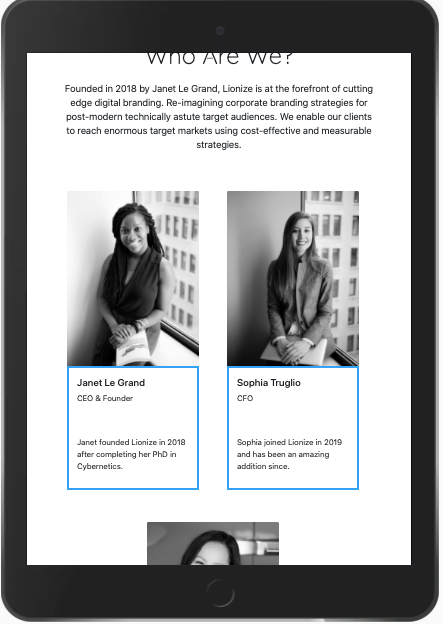 Who Are We?
Founded in 2018 by Janet Le Grand, Lionize is at the forefront of cutting
edge digital branding. Re-imagining corporate branding strategies for
post-modern technically astute target audiences. We enable our clients
to reach enormous target markets using cost-effective and measurable
strategies.
Janet Le Grand
CEO & Founder
Janet founded Lionize in 2018
after completing her PhD in
Cybernetics.
Sophia Truglio
CFO
Sophia joined Lionize in 2019
and has been an amazing
addition since.